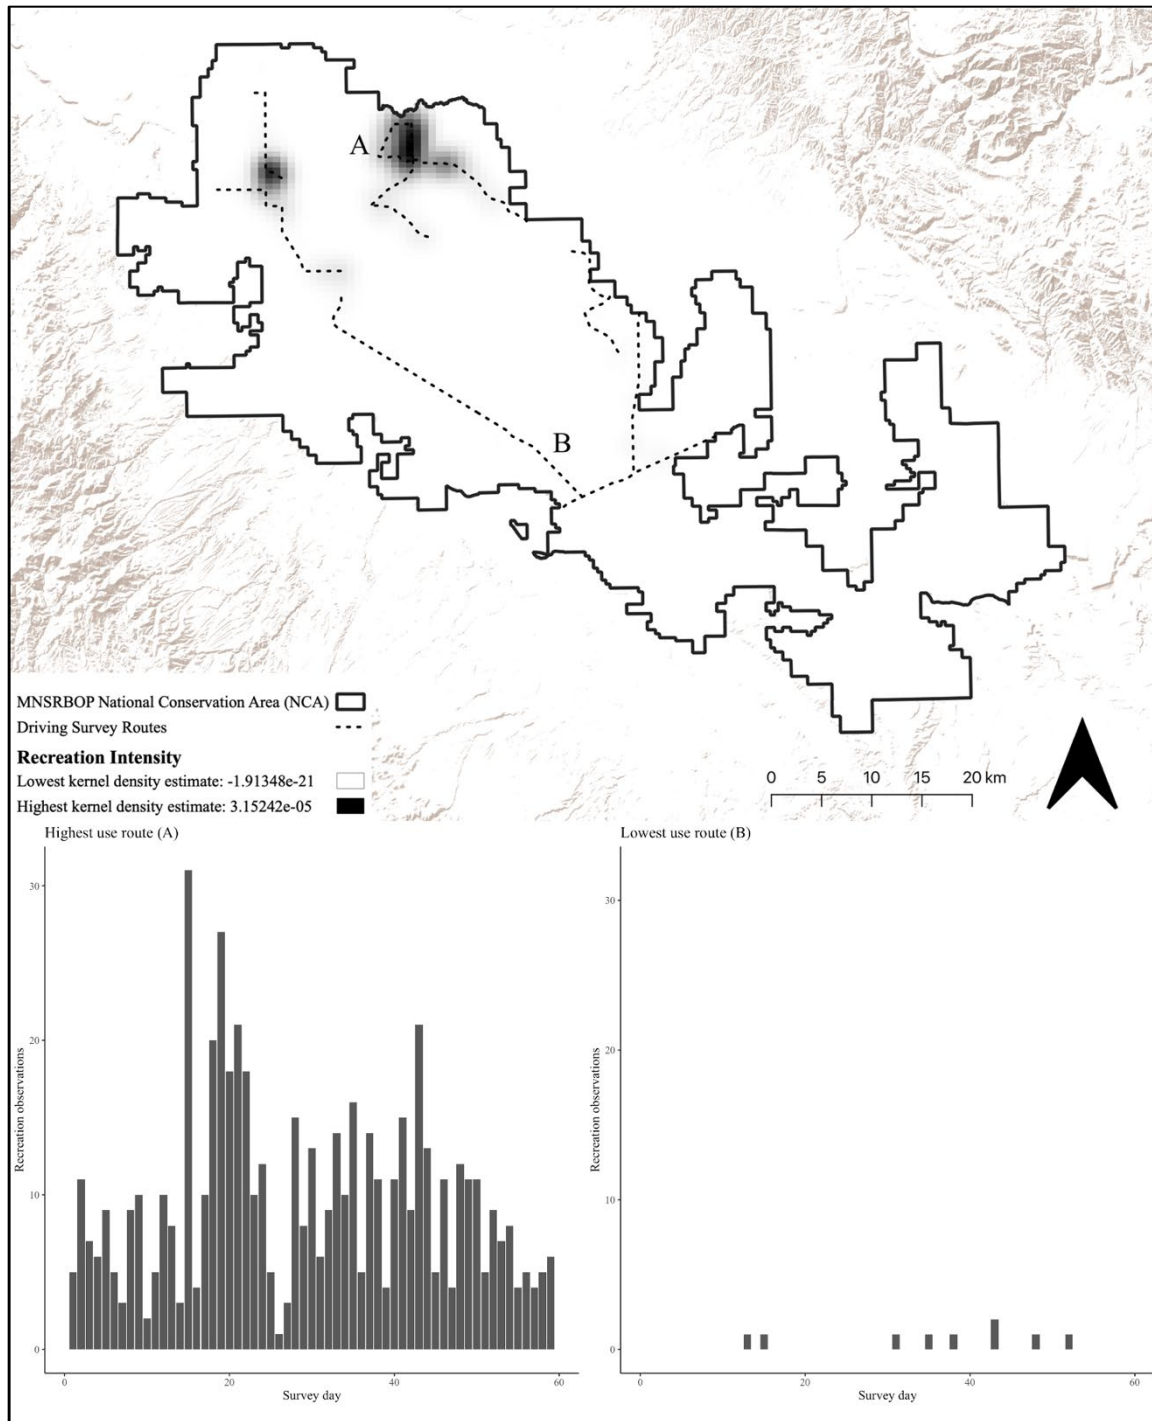 A
B
MNSRBOP National Conservation Area (NCA)
Driving Survey Routes
Recreation Intensity
Lowest kernel density estimate: -1.91348e-21
Highest kernel density estimate: 3.15242e-05
0 5 10 15 20 km
Highest use route (A)
Recreation observations
30
20
10
0
0 20 40 60
Survey day
Lowest use route (B)
Recreation observations
30
20
10
0
0 20 40 60
Survey day